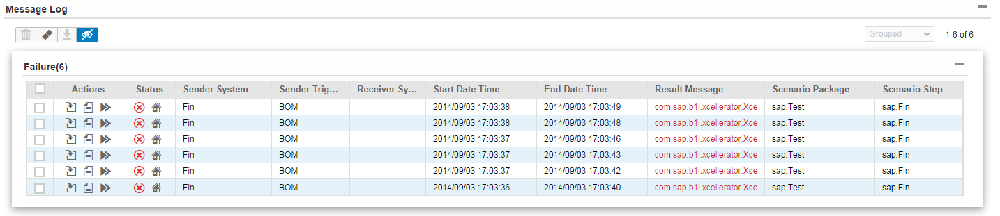 Message Log
Grouped 1-6 of 6
Failure(6)
Actions Status Sender System Sender Trig... Receiver Sy... Start Date Time End Date Time Result Message Scenario Package Scenario Step
Fin BOM 2014/09/03 17:03:38 2014/09/03 17:03:49 com.sap.b1i.xcellerator.Xce sap.Test sap.Fin
Fin BOM 2014/09/03 17:03:38 2014/09/03 17:03:48 com.sap.b1i.xcellerator.Xce sap.Test sap.Fin
Fin BOM 2014/09/03 17:03:37 2014/09/03 17:03:46 com.sap.b1i.xcellerator.Xce sap.Test sap.Fin
Fin BOM 2014/09/03 17:03:37 2014/09/03 17:03:43 com.sap.b1i.xcellerator.Xce sap.Test sap.Fin
Fin BOM 2014/09/03 17:03:37 2014/09/03 17:03:42 com.sap.b1i.xcellerator.Xce sap.Test sap.Fin
Fin BOM 2014/09/03 17:03:36 2014/09/03 17:03:40 com.sap.b1i.xcellerator.Xce sap.Test sap.Fin